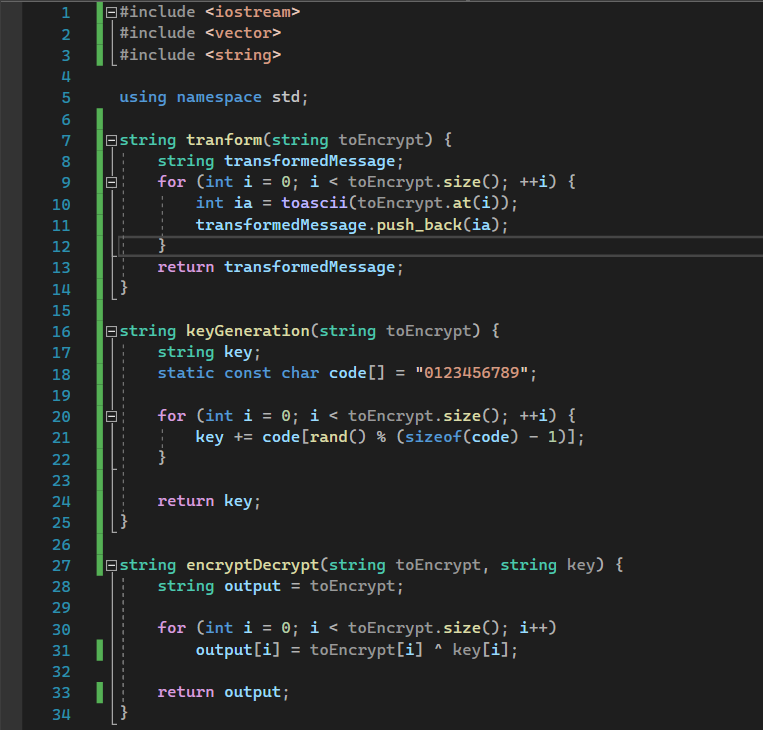 1 #include <iostream>
2 #include <vector>
3 #include <string>
4
5 using namespace std;
6
7 string tranform(string toEncrypt) {
8     string transformedMessage;
9     for (int i = 0; i < toEncrypt.size(); ++i) {
10         int ia = toascii(toEncrypt.at(i));
11         transformedMessage.push_back(ia);
12     }
13     return transformedMessage;
14 }
15
16 string keyGeneration(string toEncrypt) {
17     string key;
18     static const char code[] = "0123456789";
19
20     for (int i = 0; i < toEncrypt.size(); ++i) {
21         key += code[rand() % (sizeof(code) - 1)];
22     }
23
24     return key;
25 }
26
27 string encryptDecrypt(string toEncrypt, string key) {
28     string output = toEncrypt;
29
30     for (int i = 0; i < toEncrypt.size(); i++)
31         output[i] = toEncrypt[i] ^ key[i];
32
33     return output;
34 }